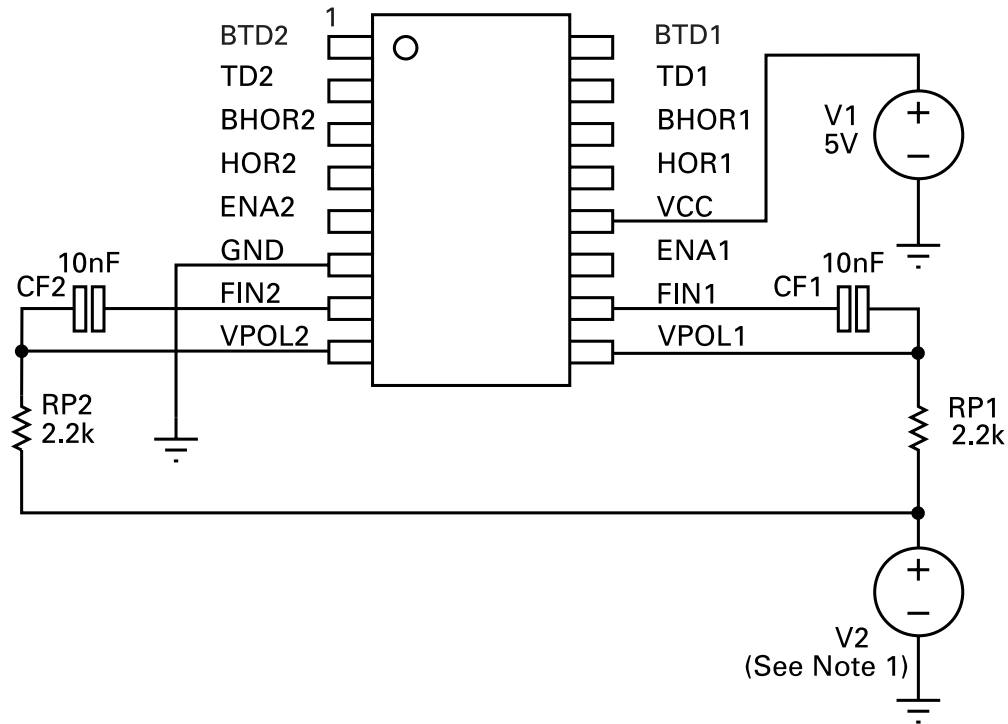 1
BTD2
BTD1
TD2
TD1
BHOR2
BHOR1
V1
5V
HOR2
HOR1
ENA2
VCC
GND
ENA1
10nF
10nF
CF2
FIN2
FIN1
CF1
VPOL2
VPOL1
RP2
2.2k
RP1
2.2k
V2
(See Note 1)